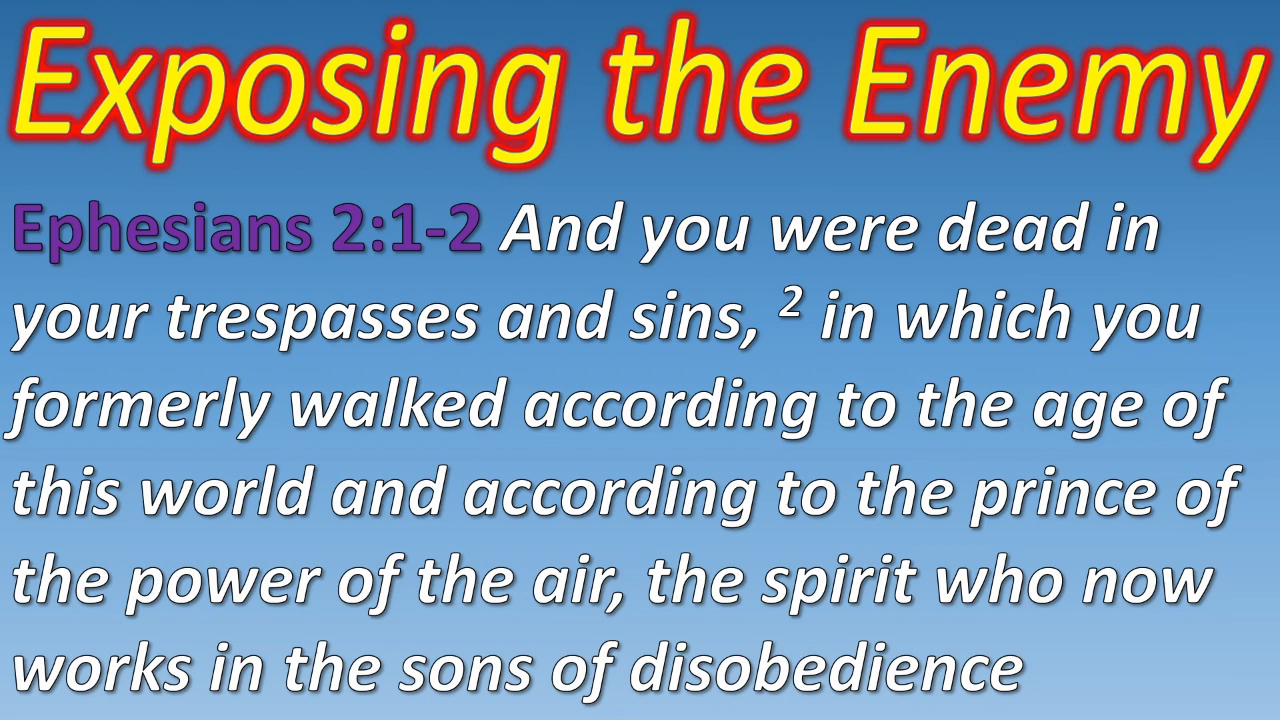 Exposing the Enemy
Ephesians 2:1-2 And you were dead in
your trespasses and sins, ² in which you
formerly walked according to the age of
this world and according to the prince of
the power of the air, the spirit who now
works in the sons of disobedience